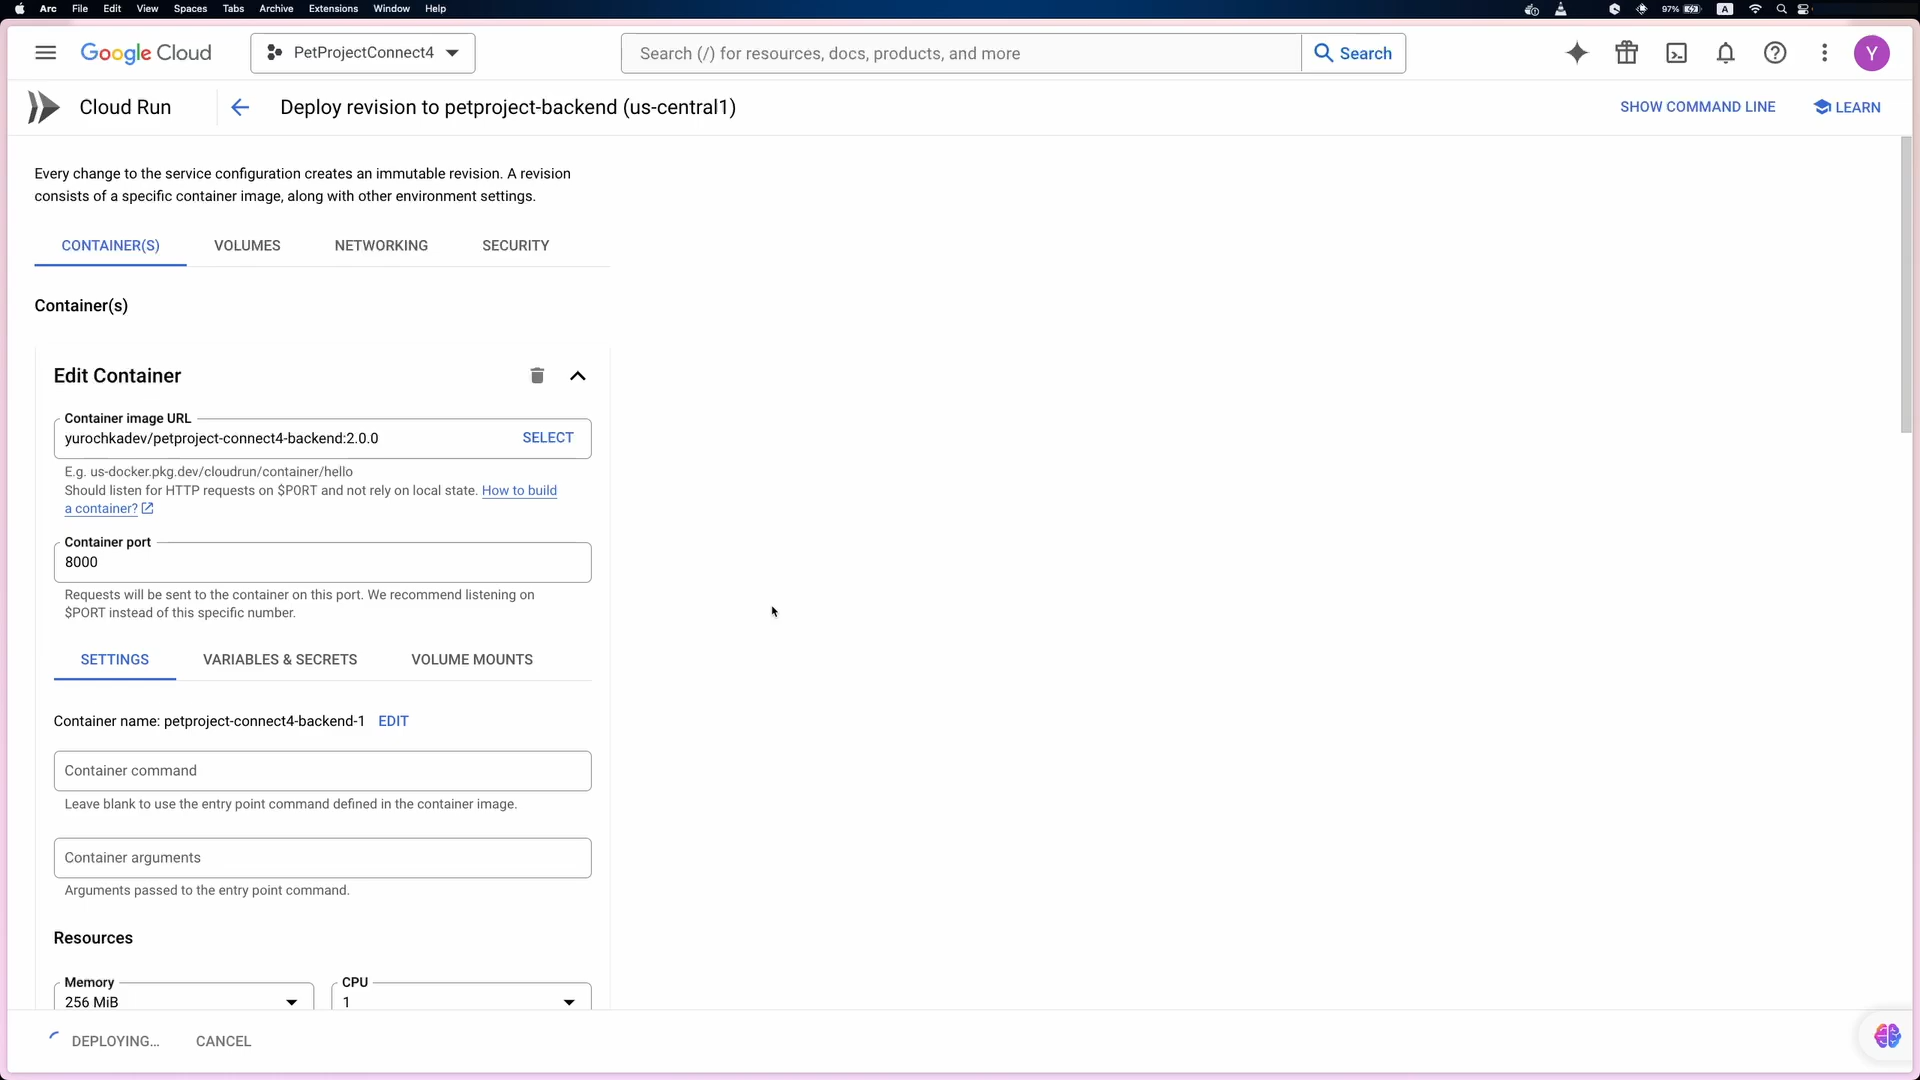 Arc File Edit View Spaces Tabs Archive Extensions Window Help 97% A
Google Cloud PetProjectConnect4 Search (/) for resources, docs, products, and more Search Y
Cloud Run Deploy revision to petproject-backend (us-central1) SHOW COMMAND LINE LEARN
Every change to the service configuration creates an immutable revision. A revision
consists of a specific container image, along with other environment settings.
CONTAINER(S) VOLUMES NETWORKING SECURITY
Container(s)
Edit Container
Container image URL
yurochkadev/petproject-connect4-backend:2.0.0 SELECT
E.g. us-docker.pkg.dev/cloudrun/container/hello
Should listen for HTTP requests on $PORT and not rely on local state. How to build
a container?
Container port
8000
Requests will be sent to the container on this port. We recommend listening on
$PORT instead of this specific number.
SETTINGS VARIABLES & SECRETS VOLUME MOUNTS
Container name: petproject-connect4-backend-1 EDIT
Container command
Leave blank to use the entry point command defined in the container image.
Container arguments
Arguments passed to the entry point command.
Resources
Memory CPU
256 MiB 1
DEPLOYING... CANCEL